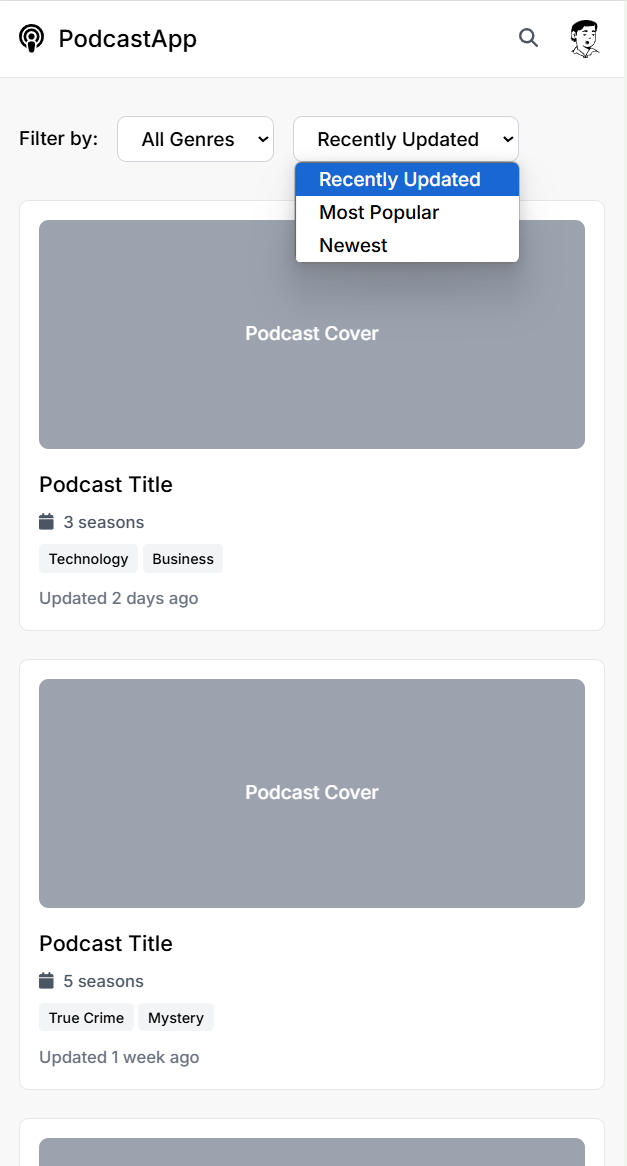 PodcastApp
Filter by: All Genres Recently Updated
Recently Updated
Most Popular
Newest
Podcast Cover
Podcast Title
3 seasons
Technology Business
Updated 2 days ago
Podcast Cover
Podcast Title
5 seasons
True Crime Mystery
Updated 1 week ago